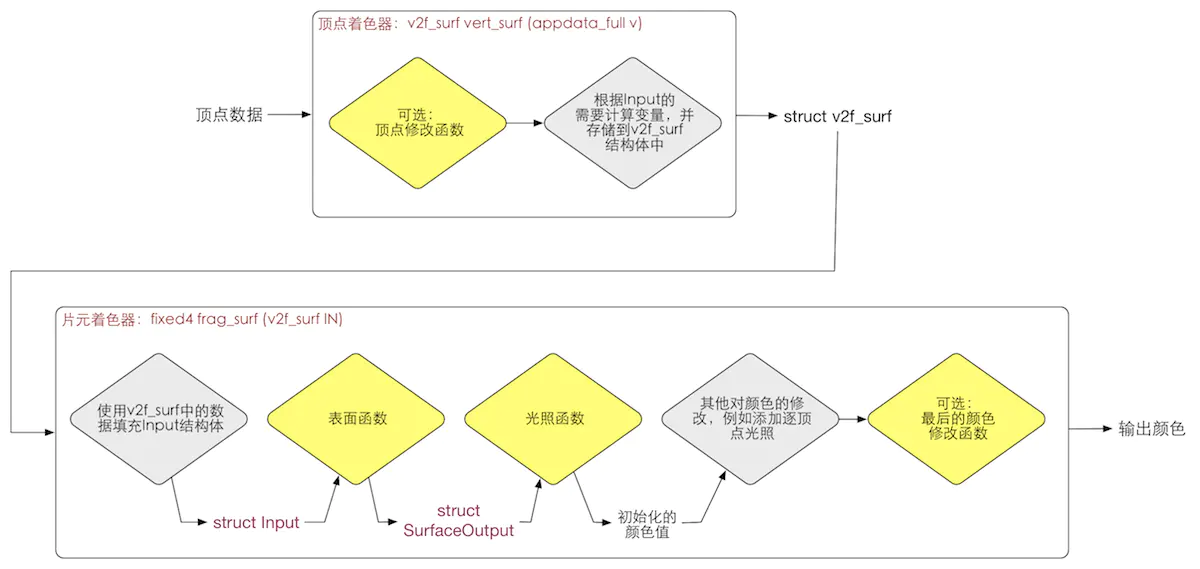 顶点着色器：v2f_surf vert_surf (appdata_full v)
顶点数据
可选：
顶点修改函数
根据Input的
需要计算变量，并
存储到v2f_surf
结构体中
struct v2f_surf
片元着色器：fixed4 frag_surf (v2f_surf IN)
使用v2f_surf中的数
据填充Input结构体
struct Input
表面函数
struct
SurfaceOutput
光照函数
初始化的
颜色值
其他对颜色的修
改，例如添加逐顶
点光照
可选：
最后的颜色
修改函数
输出颜色